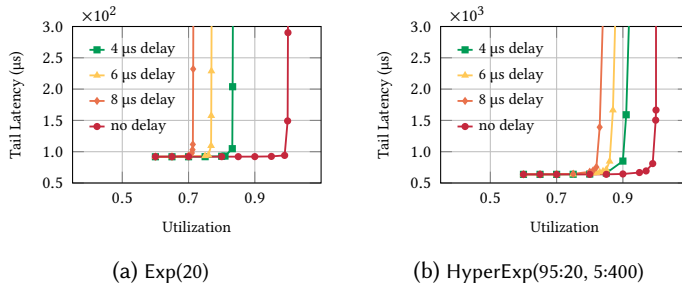 ×10²
3.0
2.5
2.0
1.5
1.0
0.5
Tail Latency (µs)
4 µs delay
6 µs delay
8 µs delay
no delay
0.5 0.7 0.9
Utilization
(a) Exp(20)
×10³
3.0
2.5
2.0
1.5
1.0
0.5
Tail Latency (µs)
4 µs delay
6 µs delay
8 µs delay
no delay
0.5 0.7 0.9
Utilization
(b) HyperExp(95:20, 5:400)